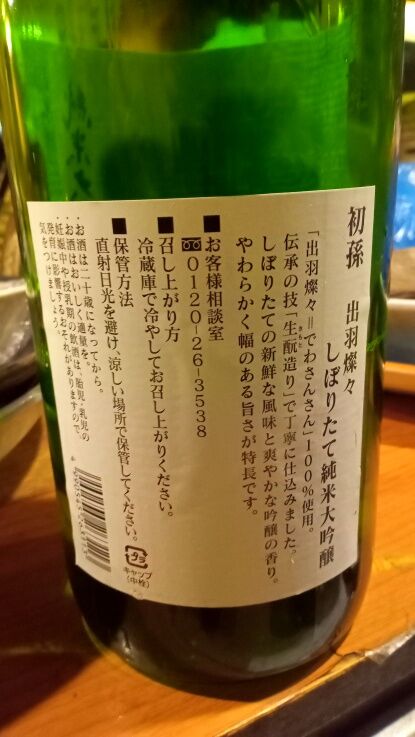 初孫　出羽燦々
しぼりたて純米大吟醸
「出羽燦々＝でわさんさん」100％使用。
伝承の技「生酛造り」で丁寧に仕込みました。
きもと
しぼりたての新鮮な風味と爽やかな吟醸の香り。
やわらかく幅のある旨さが特長です。
■お客様相談室
0120-26-3538
■召し上がり方
冷蔵庫で冷やしてお召し上がりください。
■保管方法
直射日光を避け、涼しい場所で保管してください。
・お酒は二十歳になってから。
・お酒はおいしく適量を。
・妊娠中や授乳期の飲酒は、胎児・乳児の
発育に影響するおそれがありますので、
気をつけましょう。
アミ
キャップ
（中栓）